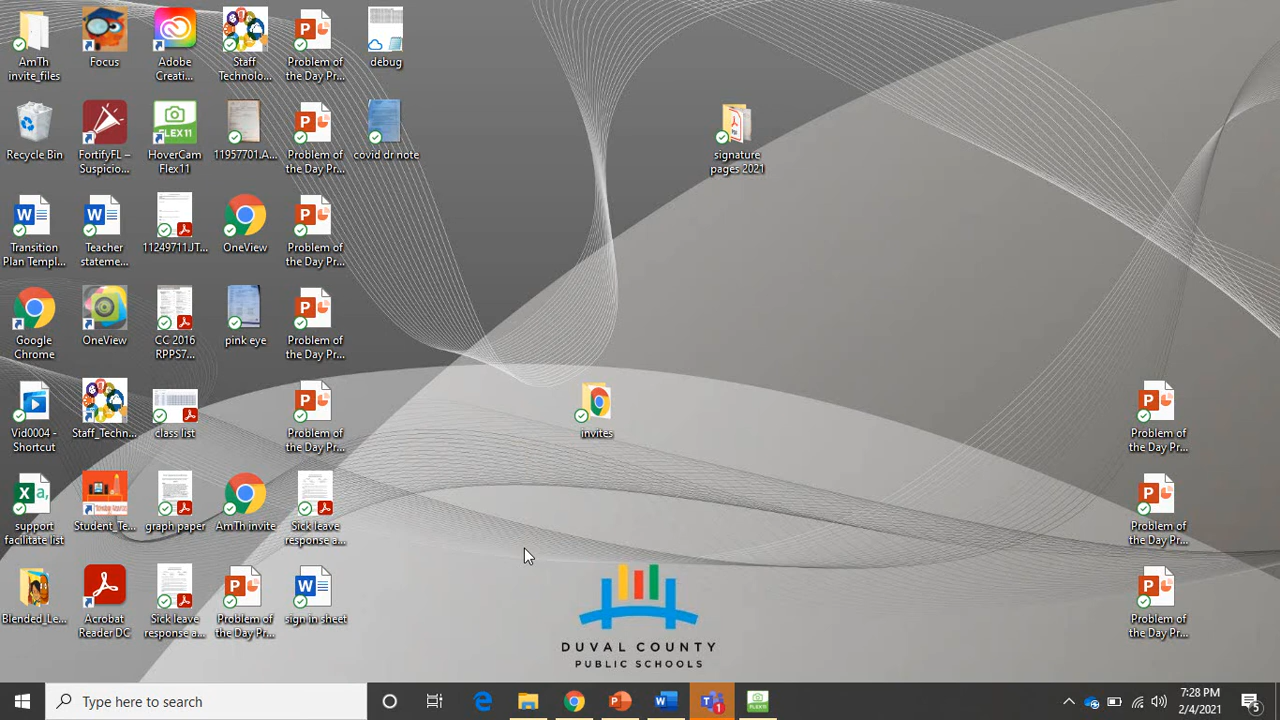 AmTh
invite_files
Focus
Adobe
Creati...
Staff
Technolo...
Problem of
the Day Pr...
debug
Recycle Bin
FortifyFL –
Suspicio...
FLEX11
HoverCam
Flex11
11957701.A...
Problem of
the Day Pr...
covid dr note
signature
pages 2021
Transition
Plan Templ...
Teacher
stateme...
11249711.JT...
OneView
Problem of
the Day Pr...
Google
Chrome
OneView
CC 2016
RPPS7...
pink eye
Problem of
the Day Pr...
Vid0004 -
Shortcut
Staff_Techn...
class list
Problem of
the Day Pr...
invites
Problem of
the Day Pr...
support
facilitate list
Student_Te...
graph paper
AmTh invite
Sick leave
response a...
Problem of
the Day Pr...
Blended_Le...
Acrobat
Reader DC
Sick leave
response a...
Problem of
the Day Pr...
sign in sheet
Problem of
the Day Pr...
DUVAL COUNTY
PUBLIC SCHOOLS
Type here to search
1
FLEX11
7:28 PM
2/4/2021
5